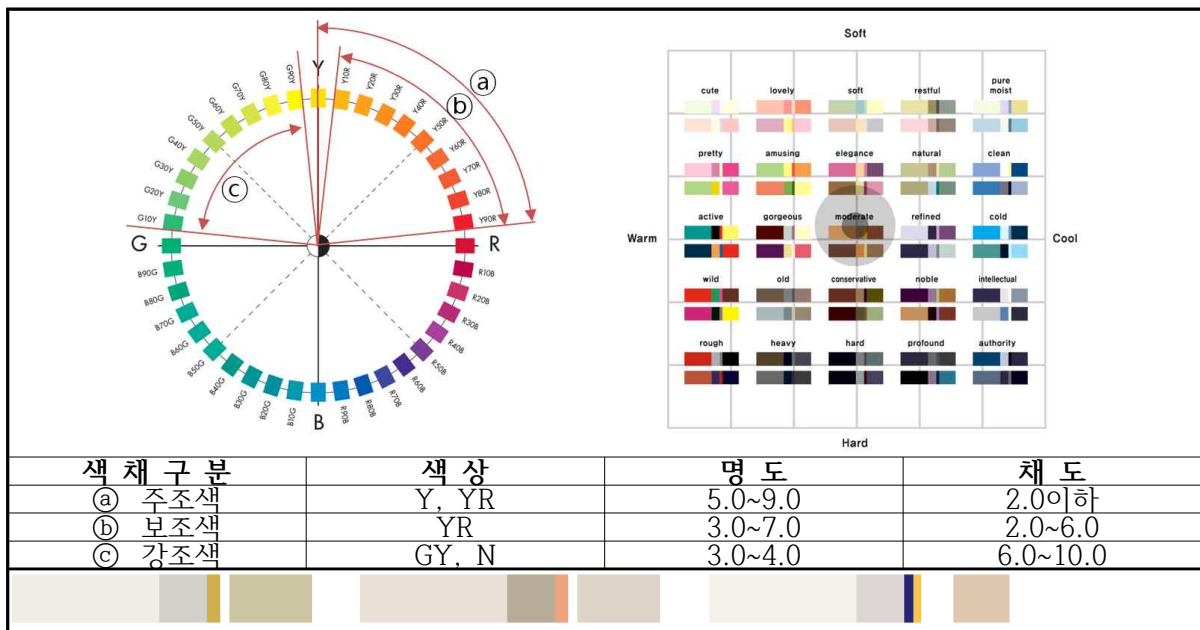 Y
ⓐ
ⓑ
ⓒ
G90Y
G80Y
G70Y
G60Y
G50Y
G40Y
G30Y
G20Y
G10Y
G
B90G
B80G
B70G
B60G
B50G
B40G
B30G
B20G
B10G
B
R90B
R80B
R70B
R60B
R50B
R40B
R30B
R20B
R10B
R
Y90R
Y80R
Y70R
Y60R
Y50R
Y40R
Y30R
Y20R
Y10R
Soft
cute lovely soft restful pure moist
pretty amusing elegance natural clean
Warm active gorgeous moderate refined cold Cool
wild old conservative noble intellectual
rough heavy hard profound authority
Hard
색 채 구 분 색 상 명 도 채 도
ⓐ 주조색 Y, YR 5.0~9.0 2.0이하
ⓑ 보조색 YR 3.0~7.0 2.0~6.0
ⓒ 강조색 GY, N 3.0~4.0 6.0~10.0